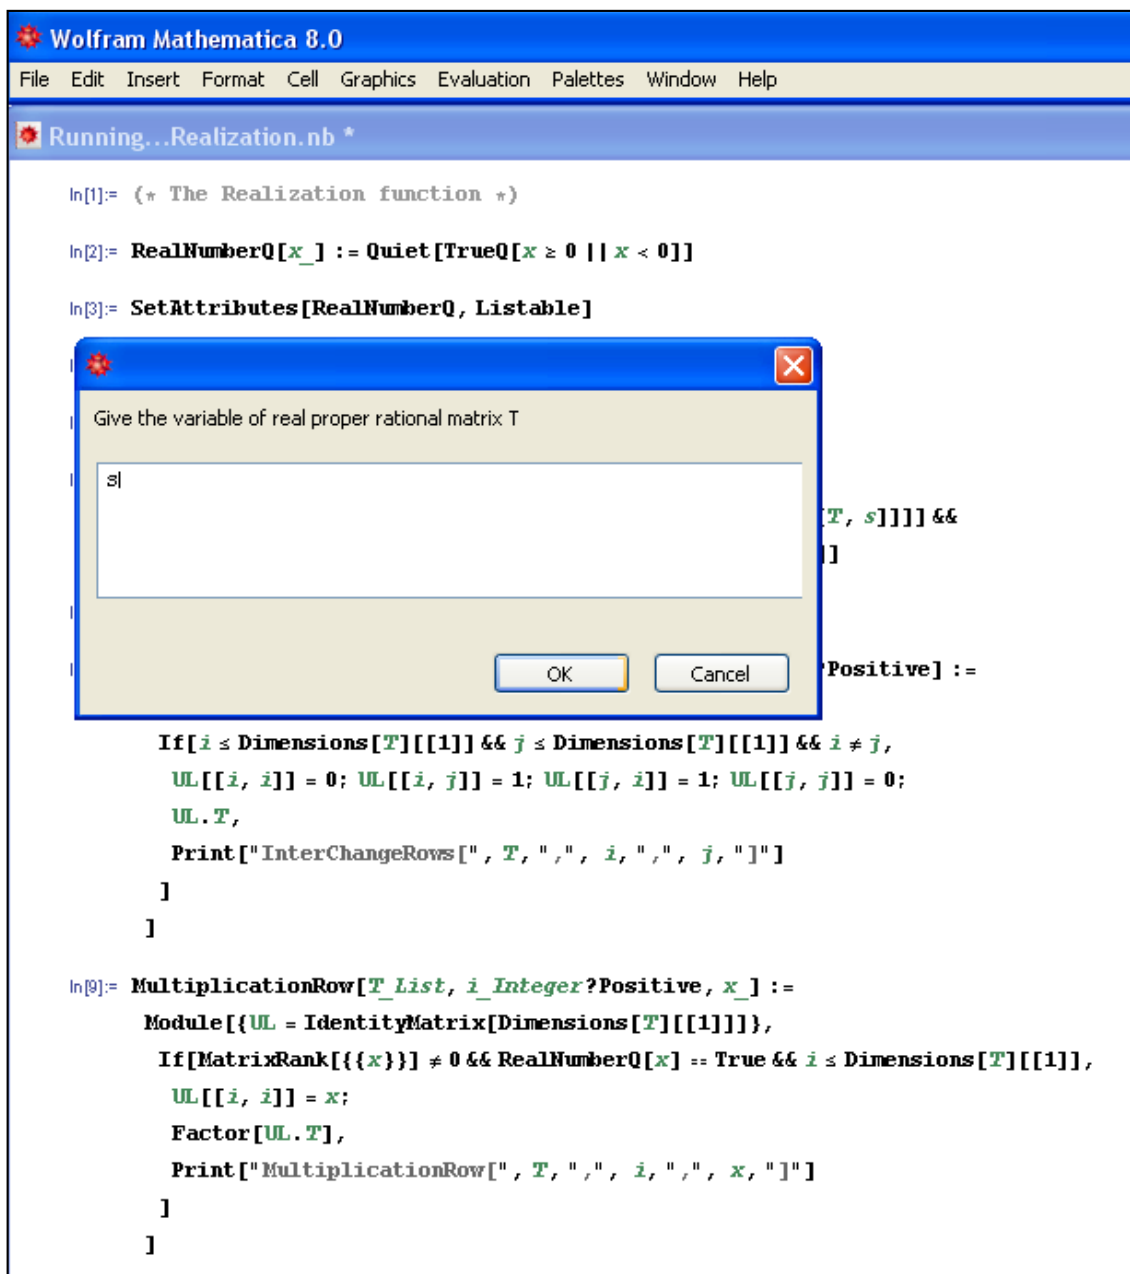 Wolfram Mathematica 8.0
File Edit Insert Format Cell Graphics Evaluation Palettes Window Help
Running...Realization.nb *
In[1]:= (* The Realization function *)
In[2]:= RealNumberQ[x_] := Quiet[TrueQ[x ≥ 0 || x < 0]]
In[3]:= SetAttributes[RealNumberQ, Listable]
Give the variable of real proper rational matrix T
s
[T, s]]]] &&
]]
OK Cancel
?Positive] :=
If[i ≤ Dimensions[T][[1]] && j ≤ Dimensions[T][[1]] && i ≠ j,
UL[[i, i]] = 0; UL[[i, j]] = 1; UL[[j, i]] = 1; UL[[j, j]] = 0;
UL.T,
Print["InterChangeRows[", T, ",", i, ",", j, "]"]
]
]
In[9]:= MultiplicationRow[T_List, i_Integer?Positive, x_] :=
Module[{UL = IdentityMatrix[Dimensions[T][[1]]]},
If[MatrixRank[{{x}}] ≠ 0 && RealNumberQ[x] == True && i ≤ Dimensions[T][[1]],
UL[[i, i]] = x;
Factor[UL.T],
Print["MultiplicationRow[", T, ",", i, ",", x, "]"]
]
]